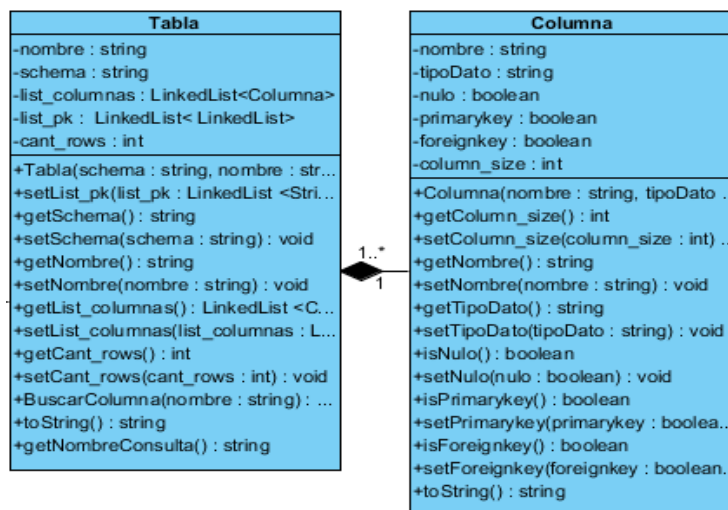 Tabla
-nombre : string
-schema : string
-list_columnas : LinkedList<Columna>
-list_pk : LinkedList< LinkedList>
-cant_rows : int
+Tabla(schema : string, nombre : str...
+setList_pk(list_pk : LinkedList <Stri...
+getSchema() : string
+setSchema(schema : string) : void
+getNombre() : string
+setNombre(nombre : string) : void
+getList_columnas() : LinkedList <C...
+setList_columnas(list_columnas : L...
+getCant_rows() : int
+setCant_rows(cant_rows : int) : void
+BuscarColumna(nombre : string) : ...
+toString() : string
+getNombreConsulta() : string
1..*
1
Columna
-nombre : string
-tipoDato : string
-nulo : boolean
-primarykey : boolean
-foreignkey : boolean
-column_size : int
+Columna(nombre : string, tipoDato ...
+getColumn_size() : int
+setColumn_size(column_size : int) ...
+getNombre() : string
+setNombre(nombre : string) : void
+getTipoDato() : string
+setTipoDato(tipoDato : string) : void
+isNulo() : boolean
+setNulo(nulo : boolean) : void
+isPrimarykey() : boolean
+setPrimarykey(primarykey : boolea...
+isForeignkey() : boolean
+setForeignkey(foreignkey : boolean...
+toString() : string